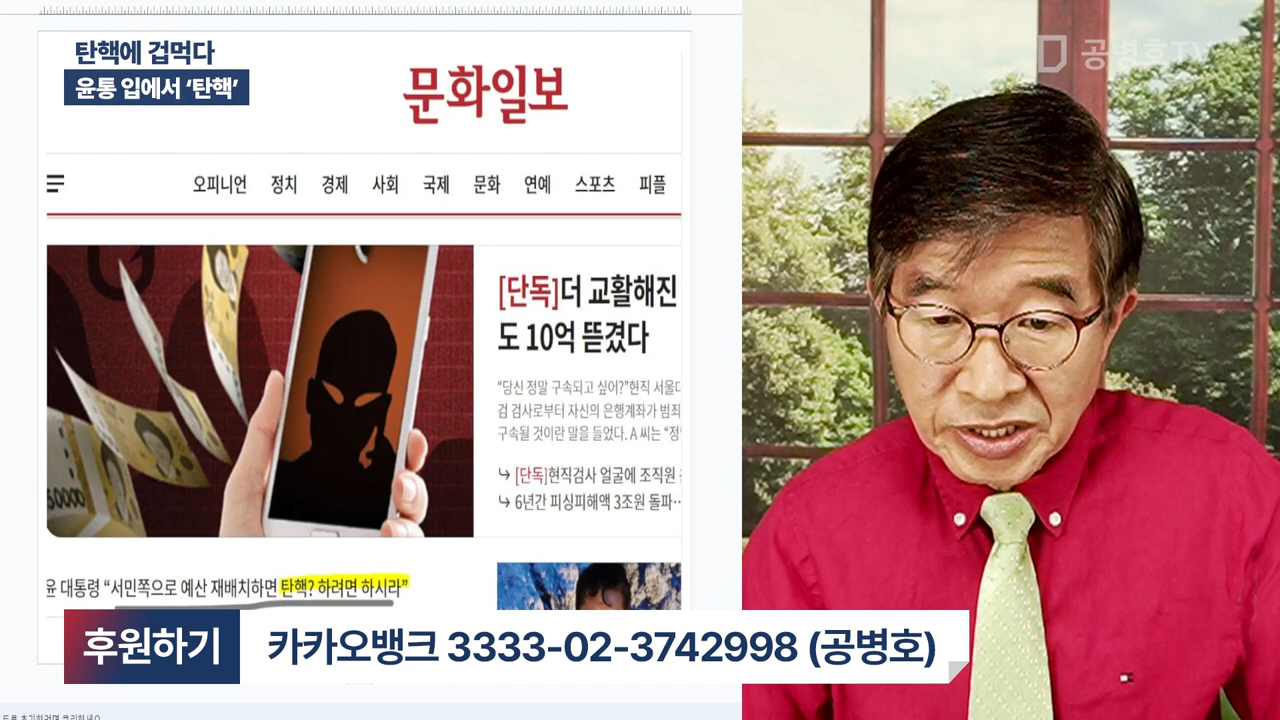 탄핵에 겁먹다
윤통 입에서 ‘탄핵’
공병호TV
문화일보
오피니언 정치 경제 사회 국제 문화 연예 스포츠 피플
[단독]더 교활해진
도 10억 뜯겼다
“당신 정말 구속되고 싶어?”현직 서울
검 검사로부터 자신의 은행계좌가 범죄
구속될 것이란 말을 들었다. A 씨는 “정
↳ [단독]현직검사 얼굴에 조직원
↳ 6년간 피싱피해액 3조원 돌파…
50000
윤 대통령 “서민쪽으로 예산 재배치하면 탄핵? 하려면 하시라”
후원하기
카카오뱅크 3333-02-3742998 (공병호)